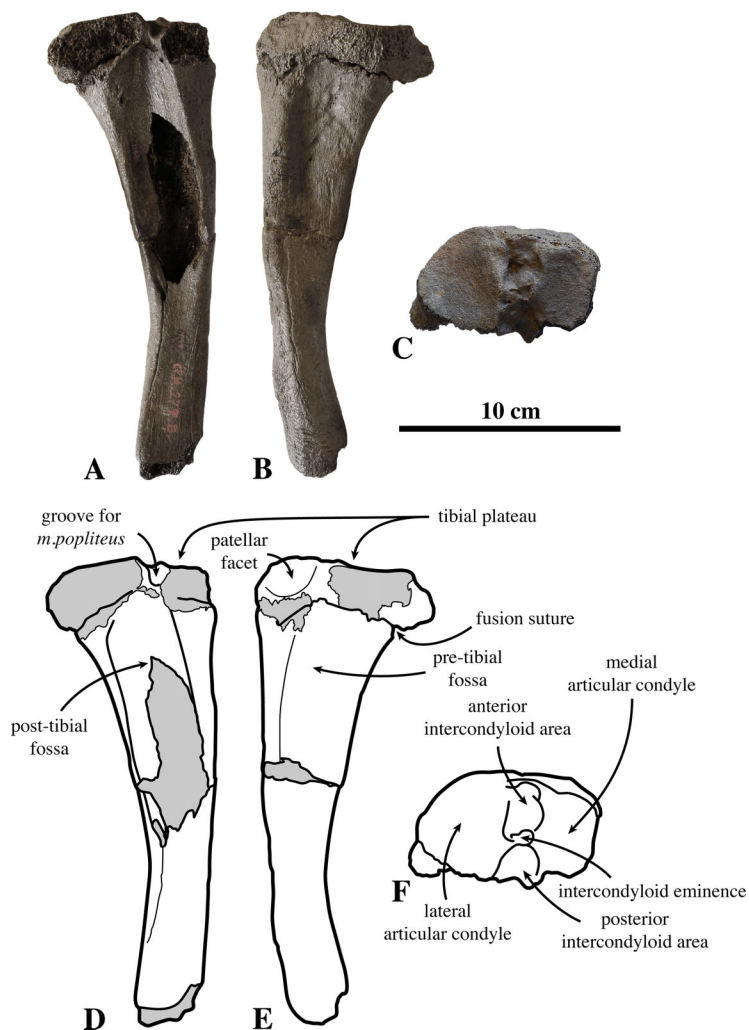 A
B
C
10 cm
groove for
m.popliteus
patellar
facet
tibial plateau
fusion suture
pre-tibial
fossa
post-tibial
fossa
medial
articular condyle
anterior
intercondyloid area
lateral
articular condyle
intercondyloid eminence
posterior
intercondyloid area
D
E
F